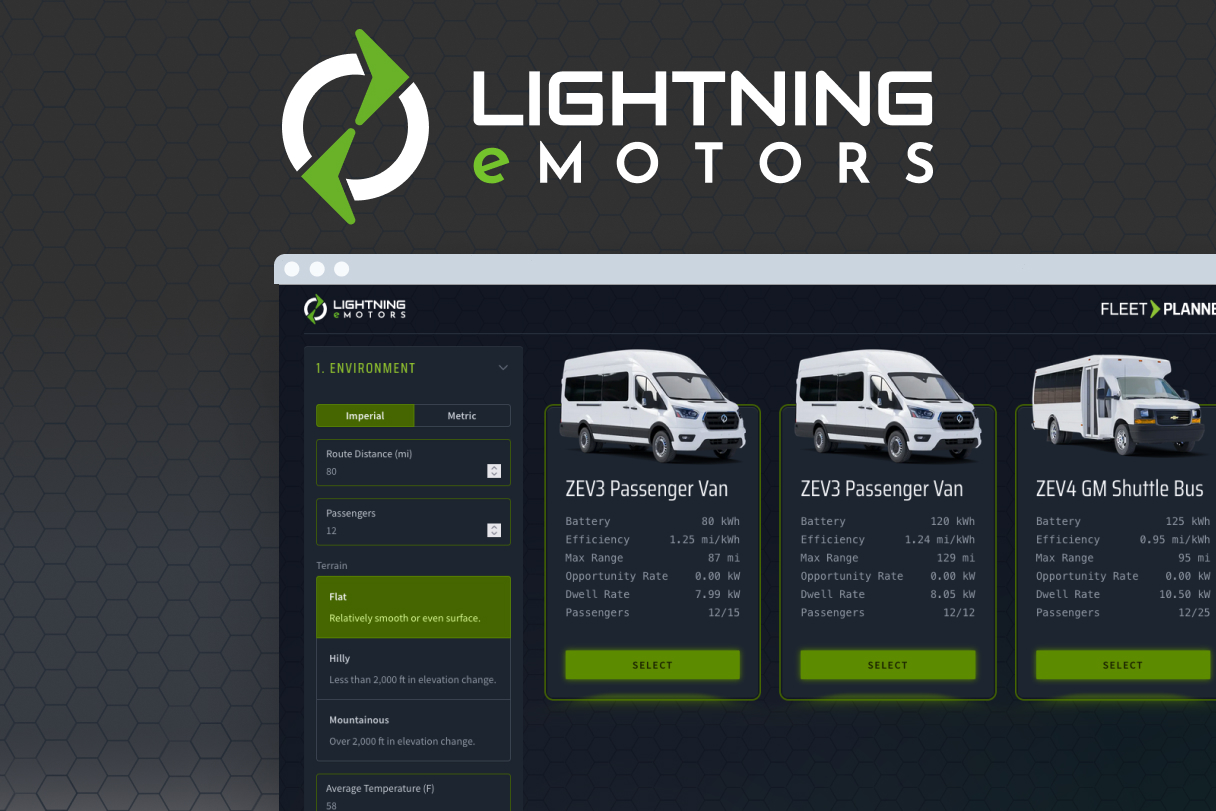 LIGHTNING
eMOTORS
LIGHTNING
eMOTORS
FLEET PLANNE
1. ENVIRONMENT
Imperial
Metric
Route Distance (mi)
80
Passengers
12
Terrain
Flat
Relatively smooth or even surface.
Hilly
Less than 2,000 ft in elevation change.
Mountainous
Over 2,000 ft in elevation change.
Average Temperature (F)
58
ZEV3 Passenger Van
Battery 80 kWh
Efficiency 1.25 mi/kWh
Max Range 87 mi
Opportunity Rate 0.00 kW
Dwell Rate 7.99 kW
Passengers 12/15
SELECT
ZEV3 Passenger Van
Battery 120 kWh
Efficiency 1.24 mi/kWh
Max Range 129 mi
Opportunity Rate 0.00 kW
Dwell Rate 8.05 kW
Passengers 12/12
SELECT
ZEV4 GM Shuttle Bus
Battery 125 kWh
Efficiency 0.95 mi/kWh
Max Range 95 mi
Opportunity Rate 0.00 kW
Dwell Rate 10.50 kW
Passengers 12/25
SELECT